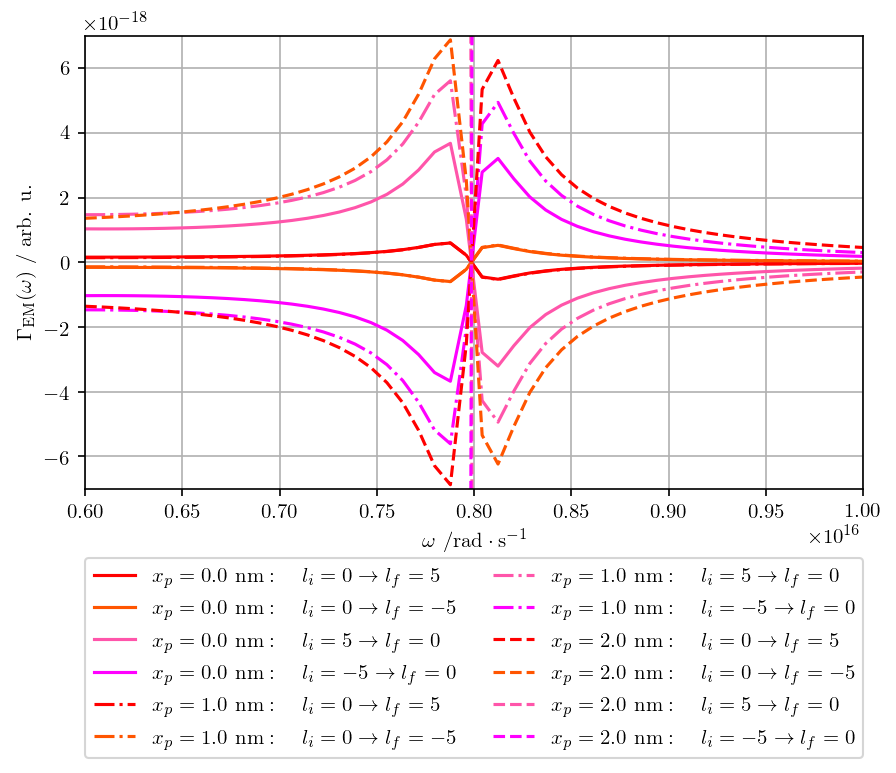 ×10⁻¹⁸
6
4
2
0
−2
−4
−6
Γ_EM(ω) / arb. u.
0.60 0.65 0.70 0.75 0.80 0.85 0.90 0.95 1.00
ω /rad · s⁻¹
×10¹⁶
x_p = 0.0 nm : l_i = 0 → l_f = 5
x_p = 0.0 nm : l_i = 0 → l_f = −5
x_p = 0.0 nm : l_i = 5 → l_f = 0
x_p = 0.0 nm : l_i = −5 → l_f = 0
x_p = 1.0 nm : l_i = 0 → l_f = 5
x_p = 1.0 nm : l_i = 0 → l_f = −5
x_p = 1.0 nm : l_i = 5 → l_f = 0
x_p = 1.0 nm : l_i = −5 → l_f = 0
x_p = 2.0 nm : l_i = 0 → l_f = 5
x_p = 2.0 nm : l_i = 0 → l_f = −5
x_p = 2.0 nm : l_i = 5 → l_f = 0
x_p = 2.0 nm : l_i = −5 → l_f = 0